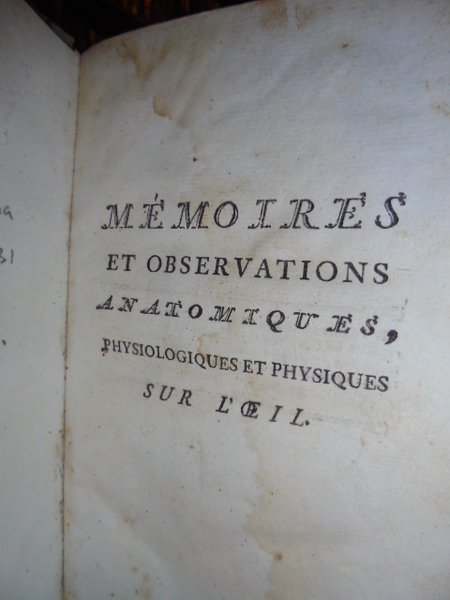 MÉMOIRES
ET OBSERVATIONS
ANATOMIQUES,
PHYSIOLOGIQUES ET PHYSIQUES
SUR L'ŒIL.